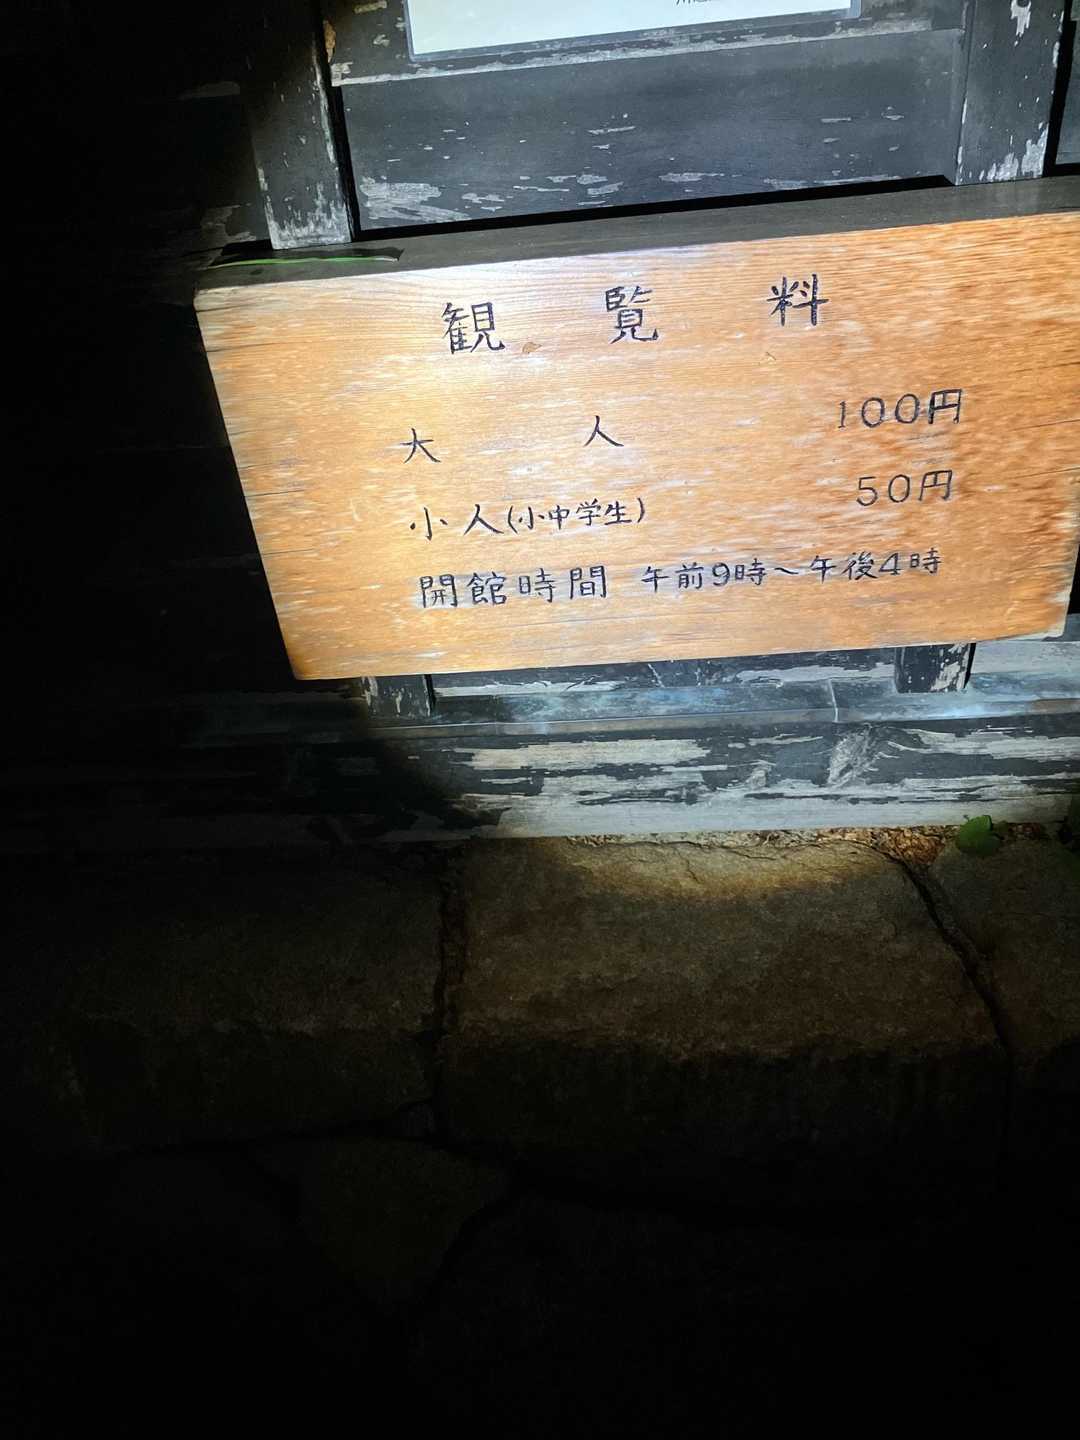 観覧料
大人 100円
小人(小中学生) 50円
開館時間 午前9時~午後4時